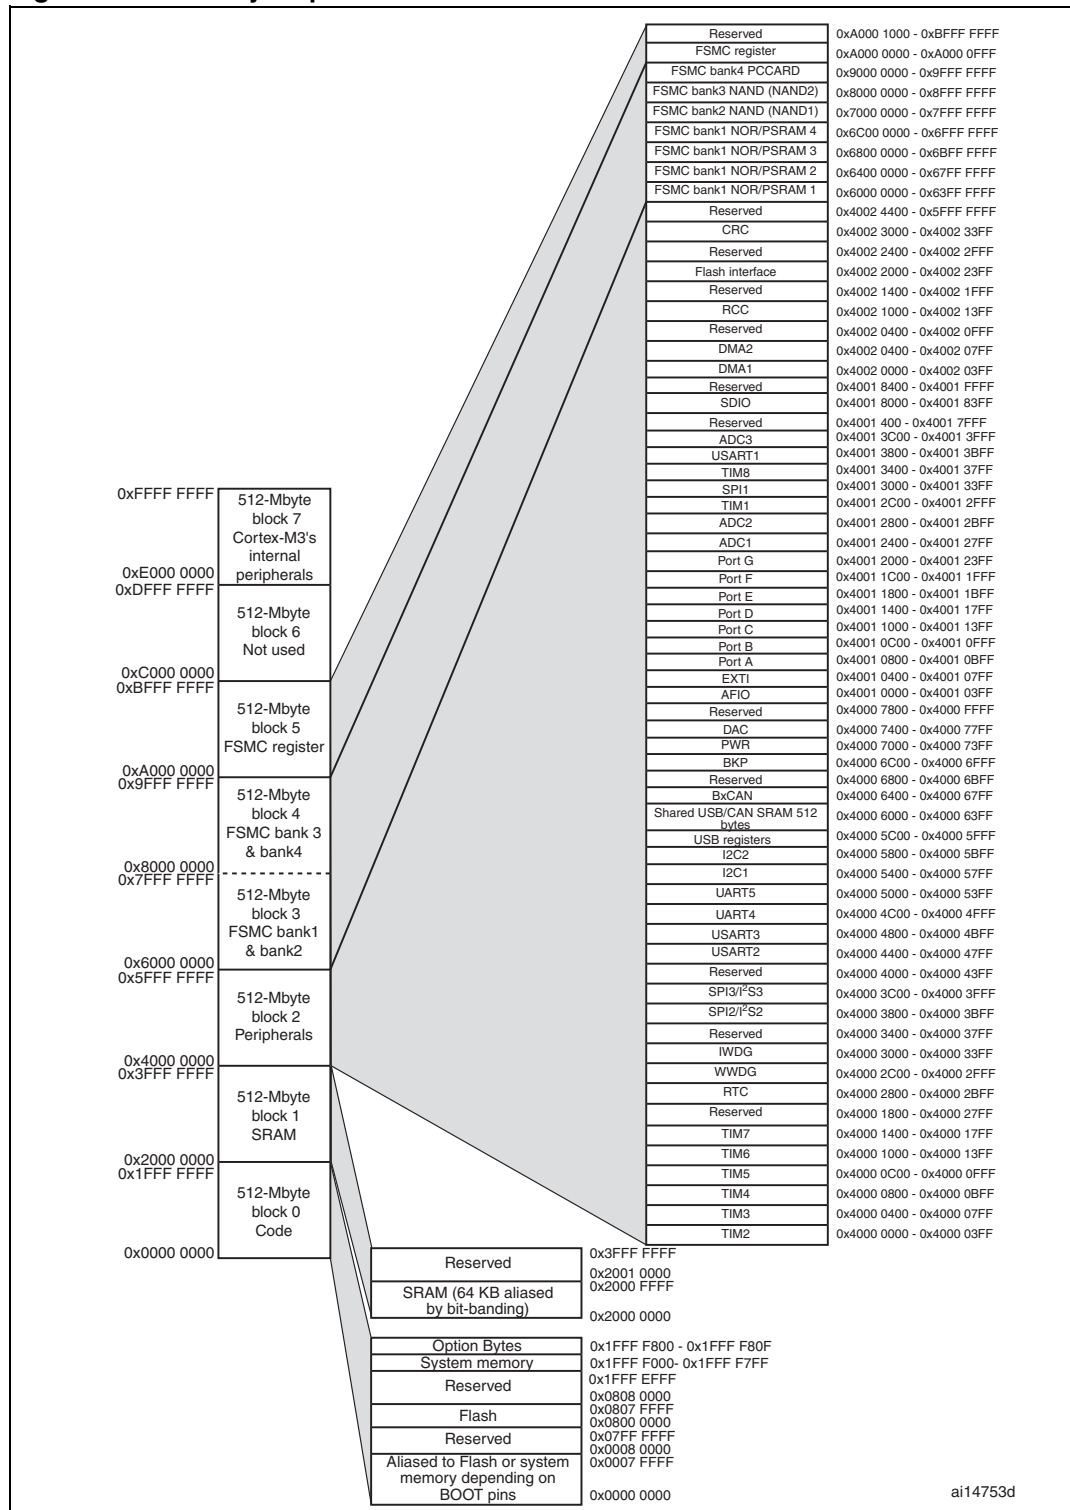 Reserved 0xA000 1000 - 0xBFFF FFFF
FSMC register 0xA000 0000 - 0xA000 0FFF
FSMC bank4 PCCARD 0x9000 0000 - 0x9FFF FFFF
FSMC bank3 NAND (NAND2) 0x8000 0000 - 0x8FFF FFFF
FSMC bank2 NAND (NAND1) 0x7000 0000 - 0x7FFF FFFF
FSMC bank1 NOR/PSRAM 4 0x6C00 0000 - 0x6FFF FFFF
FSMC bank1 NOR/PSRAM 3 0x6800 0000 - 0x6BFF FFFF
FSMC bank1 NOR/PSRAM 2 0x6400 0000 - 0x67FF FFFF
FSMC bank1 NOR/PSRAM 1 0x6000 0000 - 0x63FF FFFF
Reserved 0x4002 4400 - 0x5FFF FFFF
CRC 0x4002 3000 - 0x4002 33FF
Reserved 0x4002 2400 - 0x4002 2FFF
Flash interface 0x4002 2000 - 0x4002 23FF
Reserved 0x4002 1400 - 0x4002 1FFF
RCC 0x4002 1000 - 0x4002 13FF
Reserved 0x4002 0400 - 0x4002 0FFF
DMA2 0x4002 0400 - 0x4002 07FF
DMA1 0x4002 0000 - 0x4002 03FF
Reserved 0x4001 8400 - 0x4001 FFFF
SDIO 0x4001 8000 - 0x4001 83FF
Reserved 0x4001 400 - 0x4001 7FFF
ADC3 0x4001 3C00 - 0x4001 3FFF
USART1 0x4001 3800 - 0x4001 3BFF
TIM8 0x4001 3400 - 0x4001 37FF
SPI1 0x4001 3000 - 0x4001 33FF
TIM1 0x4001 2C00 - 0x4001 2FFF
ADC2 0x4001 2800 - 0x4001 2BFF
ADC1 0x4001 2400 - 0x4001 27FF
Port G 0x4001 2000 - 0x4001 23FF
Port F 0x4001 1C00 - 0x4001 1FFF
Port E 0x4001 1800 - 0x4001 1BFF
Port D 0x4001 1400 - 0x4001 17FF
Port C 0x4001 1000 - 0x4001 13FF
Port B 0x4001 0C00 - 0x4001 0FFF
Port A 0x4001 0800 - 0x4001 0BFF
EXTI 0x4001 0400 - 0x4001 07FF
AFIO 0x4001 0000 - 0x4001 03FF
Reserved 0x4000 7800 - 0x4000 FFFF
DAC 0x4000 7400 - 0x4000 77FF
PWR 0x4000 7000 - 0x4000 73FF
BKP 0x4000 6C00 - 0x4000 6FFF
Reserved 0x4000 6800 - 0x4000 6BFF
BxCAN 0x4000 6400 - 0x4000 67FF
Shared USB/CAN SRAM 512 0x4000 6000 - 0x4000 63FF
bytes
USB registers 0x4000 5C00 - 0x4000 5FFF
I2C2 0x4000 5800 - 0x4000 5BFF
I2C1 0x4000 5400 - 0x4000 57FF
UART5 0x4000 5000 - 0x4000 53FF
UART4 0x4000 4C00 - 0x4000 4FFF
USART3 0x4000 4800 - 0x4000 4BFF
USART2 0x4000 4400 - 0x4000 47FF
Reserved 0x4000 4000 - 0x4000 43FF
SPI3/I²S3 0x4000 3C00 - 0x4000 3FFF
SPI2/I²S2 0x4000 3800 - 0x4000 3BFF
Reserved 0x4000 3400 - 0x4000 37FF
IWDG 0x4000 3000 - 0x4000 33FF
WWDG 0x4000 2C00 - 0x4000 2FFF
RTC 0x4000 2800 - 0x4000 2BFF
Reserved 0x4000 1800 - 0x4000 27FF
TIM7 0x4000 1400 - 0x4000 17FF
TIM6 0x4000 1000 - 0x4000 13FF
TIM5 0x4000 0C00 - 0x4000 0FFF
TIM4 0x4000 0800 - 0x4000 0BFF
TIM3 0x4000 0400 - 0x4000 07FF
TIM2 0x4000 0000 - 0x4000 03FF
0xFFFF FFFF
512-Mbyte
block 7
Cortex-M3's
internal
peripherals
0xE000 0000
0xDFFF FFFF
512-Mbyte
block 6
Not used
0xC000 0000
0xBFFF FFFF
512-Mbyte
block 5
FSMC register
0xA000 0000
0x9FFF FFFF
512-Mbyte
block 4
FSMC bank 3
& bank4
0x8000 0000
0x7FFF FFFF
512-Mbyte
block 3
FSMC bank1
& bank2
0x6000 0000
0x5FFF FFFF
512-Mbyte
block 2
Peripherals
0x4000 0000
0x3FFF FFFF
512-Mbyte
block 1
SRAM
0x2000 0000
0x1FFF FFFF
512-Mbyte
block 0
Code
0x0000 0000
0x3FFF FFFF
Reserved
0x2001 0000
0x2000 FFFF
SRAM (64 KB aliased
by bit-banding)
0x2000 0000
Option Bytes 0x1FFF F800 - 0x1FFF F80F
System memory 0x1FFF F000- 0x1FFF F7FF
0x1FFF EFFF
Reserved
0x0808 0000
0x0807 FFFF
Flash
0x0800 0000
0x07FF FFFF
Reserved
0x0008 0000
0x0007 FFFF
Aliased to Flash or system
memory depending on
BOOT pins
0x0000 0000
ai14753d